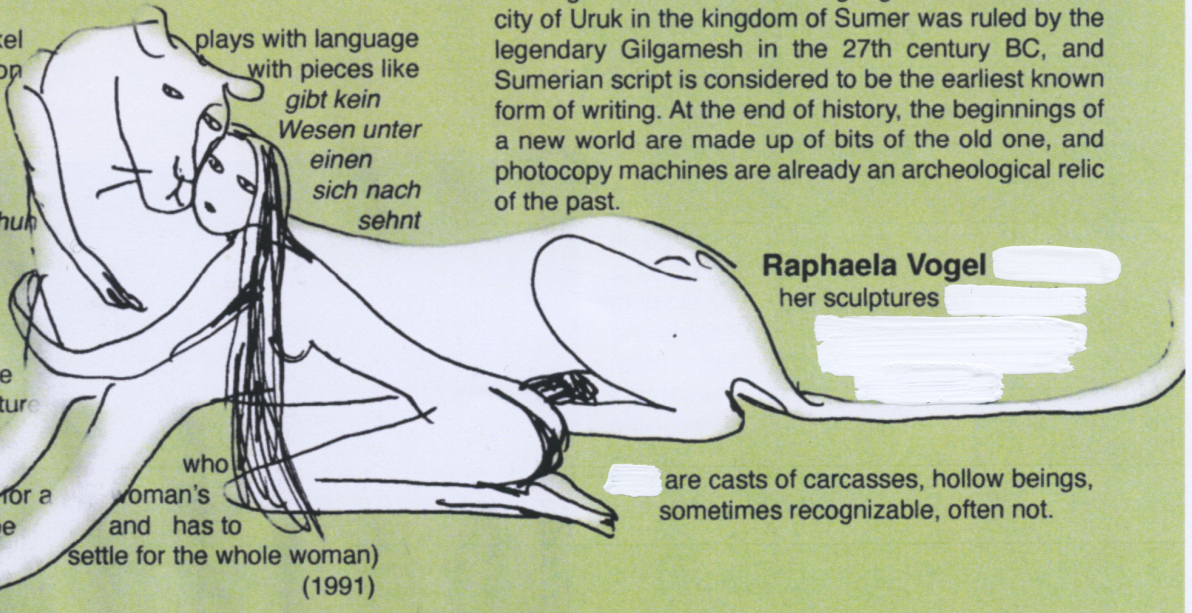 plays with language
with pieces like
gibt kein
Wesen unter
einen
sich nach
sehnt
who
for a woman's
and has to
settle for the whole woman)
(1991)
city of Uruk in the kingdom of Sumer was ruled by the
legendary Gilgamesh in the 27th century BC, and
Sumerian script is considered to be the earliest known
form of writing. At the end of history, the beginnings of
a new world are made up of bits of the old one, and
photocopy machines are already an archeological relic
of the past.
Raphaela Vogel
her sculptures
are casts of carcasses, hollow beings,
sometimes recognizable, often not.